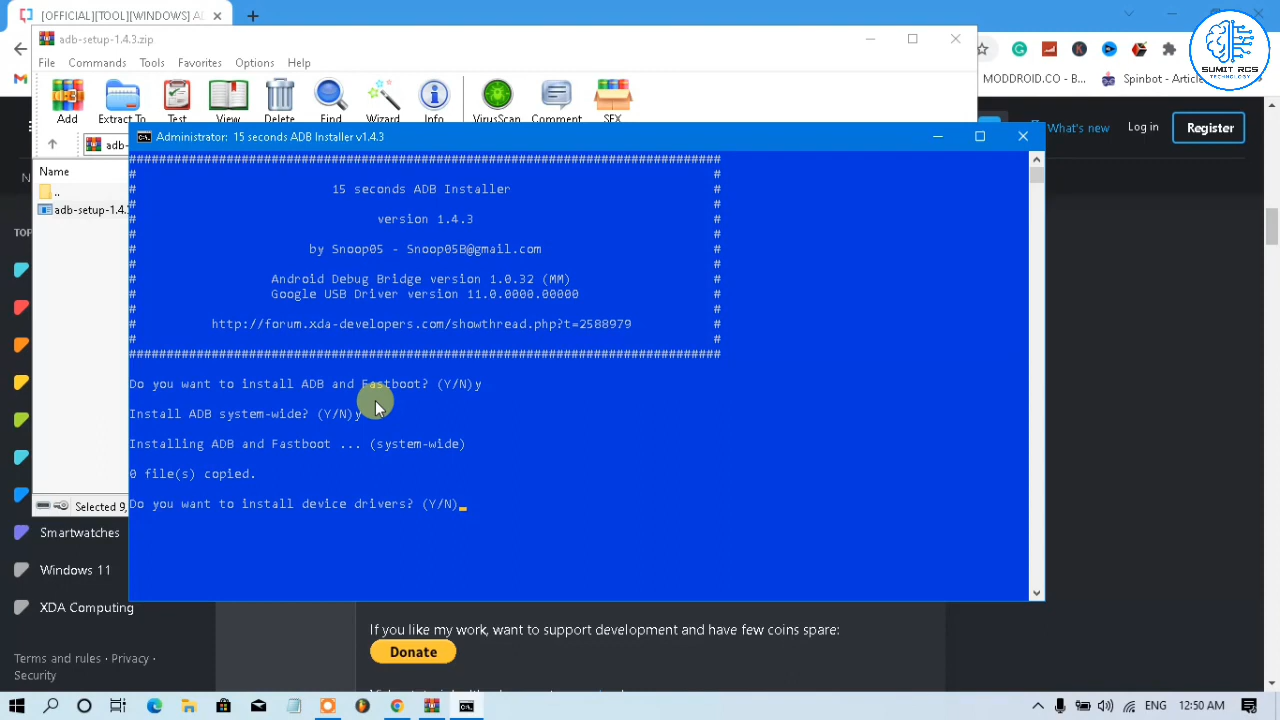 [OFFICIAL][TOOL][WINDOWS] AD
adb-setup-1.4.3.zip
File Commands Tools Favorites Options Help
Add Extract To Test View Delete Find Wizard Info VirusScan Comment SFX
MODDROID.CO - B... Spinbot - Article
SUMIT RGS
TECHNOLOGY
What's new Log in Register
adb-
Name
..
adb-setup-1.4.
Administrator: 15 seconds ADB Installer v1.4.3
###############################################################################
# #
# 15 seconds ADB Installer #
# #
# version 1.4.3 #
# #
# by Snoop05 - Snoop05B@gmail.com #
# #
# Android Debug Bridge version 1.0.32 (MM) #
# Google USB Driver version 11.0.0000.00000 #
# #
# http://forum.xda-developers.com/showthread.php?t=2588979 #
# #
###############################################################################
Do you want to install ADB and Fastboot? (Y/N)y
Install ADB system-wide? (Y/N)y
Installing ADB and Fastboot ... (system-wide)
0 file(s) copied.
Do you want to install device drivers? (Y/N)
TOP
Selected 9,
Smartwatches
Windows 11
XDA Computing
Terms and rules · Privacy ·
Security
If you like my work, want to support development and have few coins spare:
Donate
ENG 12:50 AM